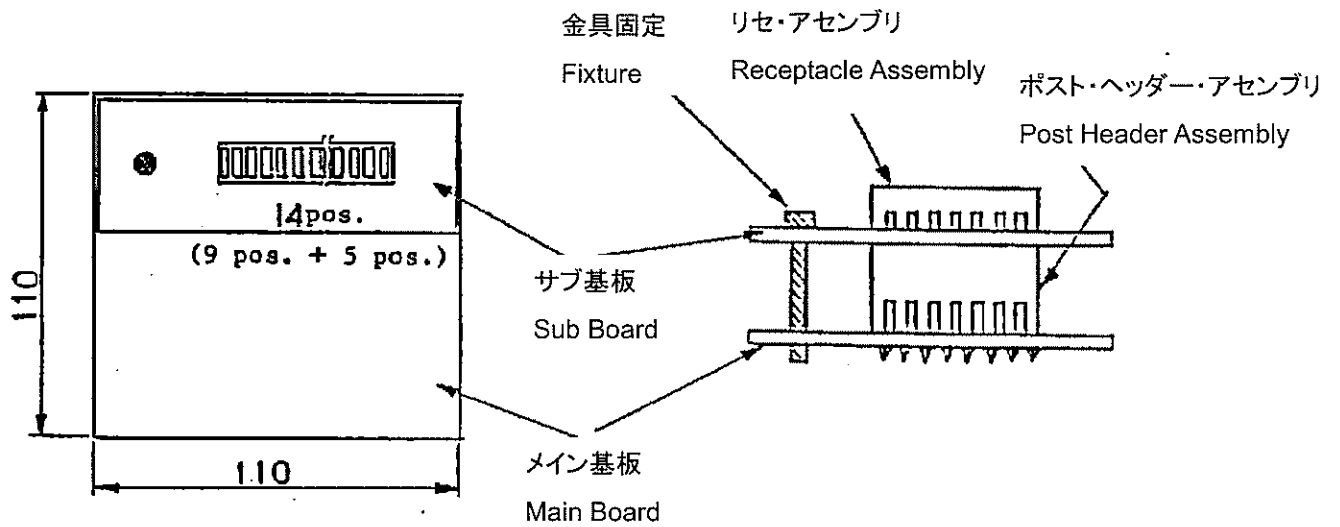 金具固定
Fixture
リセ・アセンブリ
Receptacle Assembly
ポスト・ヘッダー・アセンブリ
Post Header Assembly
14pos.
(9 pos. + 5 pos.)
110
サブ基板
Sub Board
メイン基板
Main Board
110